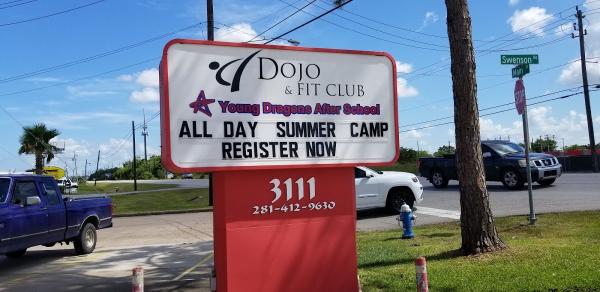 Dojo
& FIT CLUB
Young Dragons After School
ALL DAY SUMMER CAMP
REGISTER NOW
3111
281-412-9630
Swenson